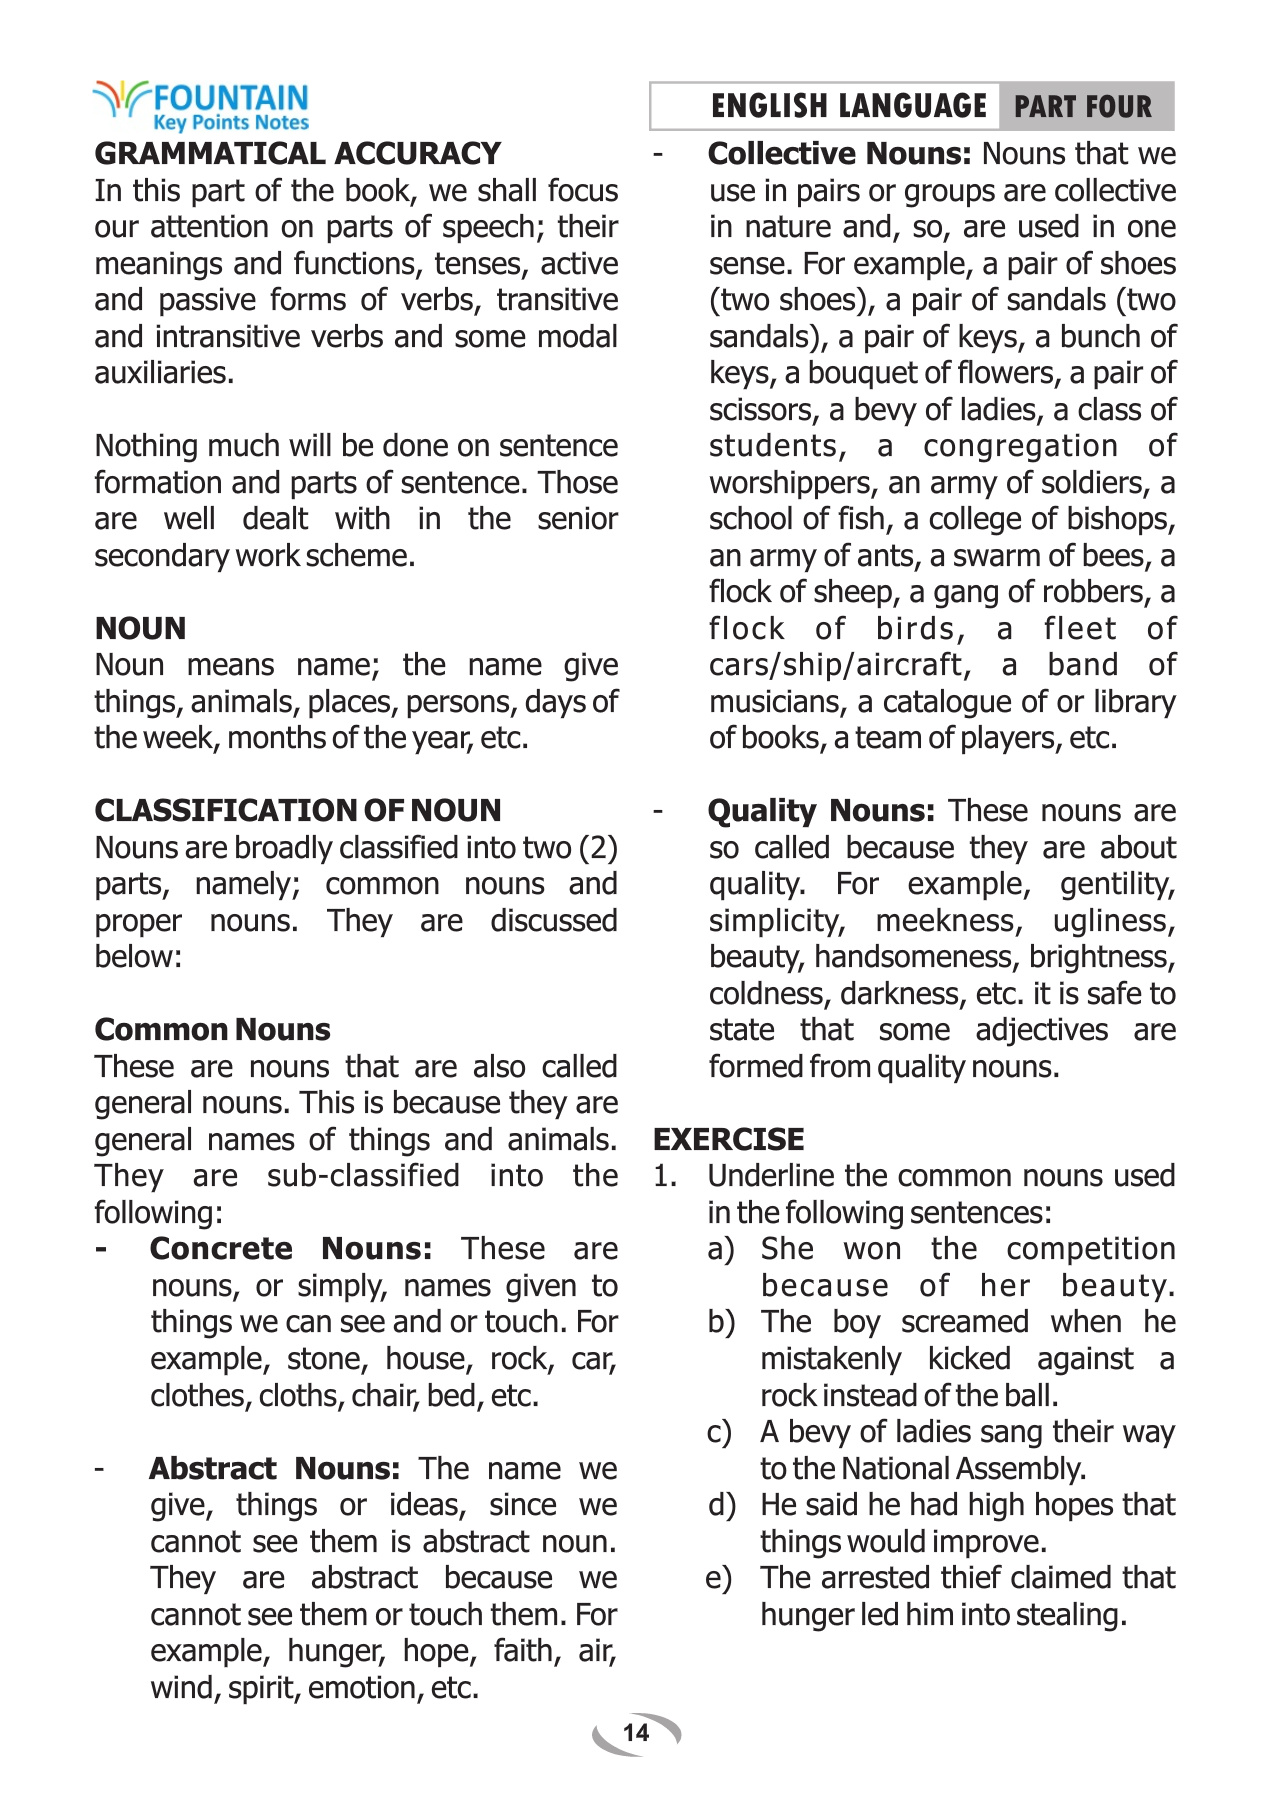 FOUNTAIN
Key Points Notes
ENGLISH LANGUAGE PART FOUR
GRAMMATICAL ACCURACY
In this part of the book, we shall focus
our attention on parts of speech; their
meanings and functions, tenses, active
and passive forms of verbs, transitive
and intransitive verbs and some modal
auxiliaries.
Nothing much will be done on sentence
formation and parts of sentence. Those
are well dealt with in the senior
secondary work scheme.
NOUN
Noun means name; the name give
things, animals, places, persons, days of
the week, months of the year, etc.
CLASSIFICATION OF NOUN
Nouns are broadly classified into two (2)
parts, namely; common nouns and
proper nouns. They are discussed
below:
Common Nouns
These are nouns that are also called
general nouns. This is because they are
general names of things and animals.
They are sub-classified into the
following:
- Concrete Nouns: These are
nouns, or simply, names given to
things we can see and or touch. For
example, stone, house, rock, car,
clothes, cloths, chair, bed, etc.
- Abstract Nouns: The name we
give, things or ideas, since we
cannot see them is abstract noun.
They are abstract because we
cannot see them or touch them. For
example, hunger, hope, faith, air,
wind, spirit, emotion, etc.
- Collective Nouns: Nouns that we
use in pairs or groups are collective
in nature and, so, are used in one
sense. For example, a pair of shoes
(two shoes), a pair of sandals (two
sandals), a pair of keys, a bunch of
keys, a bouquet of flowers, a pair of
scissors, a bevy of ladies, a class of
students, a congregation of
worshippers, an army of soldiers, a
school of fish, a college of bishops,
an army of ants, a swarm of bees, a
flock of sheep, a gang of robbers, a
flock of birds, a fleet of
cars/ship/aircraft, a band of
musicians, a catalogue of or library
of books, a team of players, etc.
- Quality Nouns: These nouns are
so called because they are about
quality. For example, gentility,
simplicity, meekness, ugliness,
beauty, handsomeness, brightness,
coldness, darkness, etc. it is safe to
state that some adjectives are
formed from quality nouns.
EXERCISE
1. Underline the common nouns used
in the following sentences:
a) She won the competition
because of her beauty.
b) The boy screamed when he
mistakenly kicked against a
rock instead of the ball.
c) A bevy of ladies sang their way
to the National Assembly.
d) He said he had high hopes that
things would improve.
e) The arrested thief claimed that
hunger led him into stealing.
14